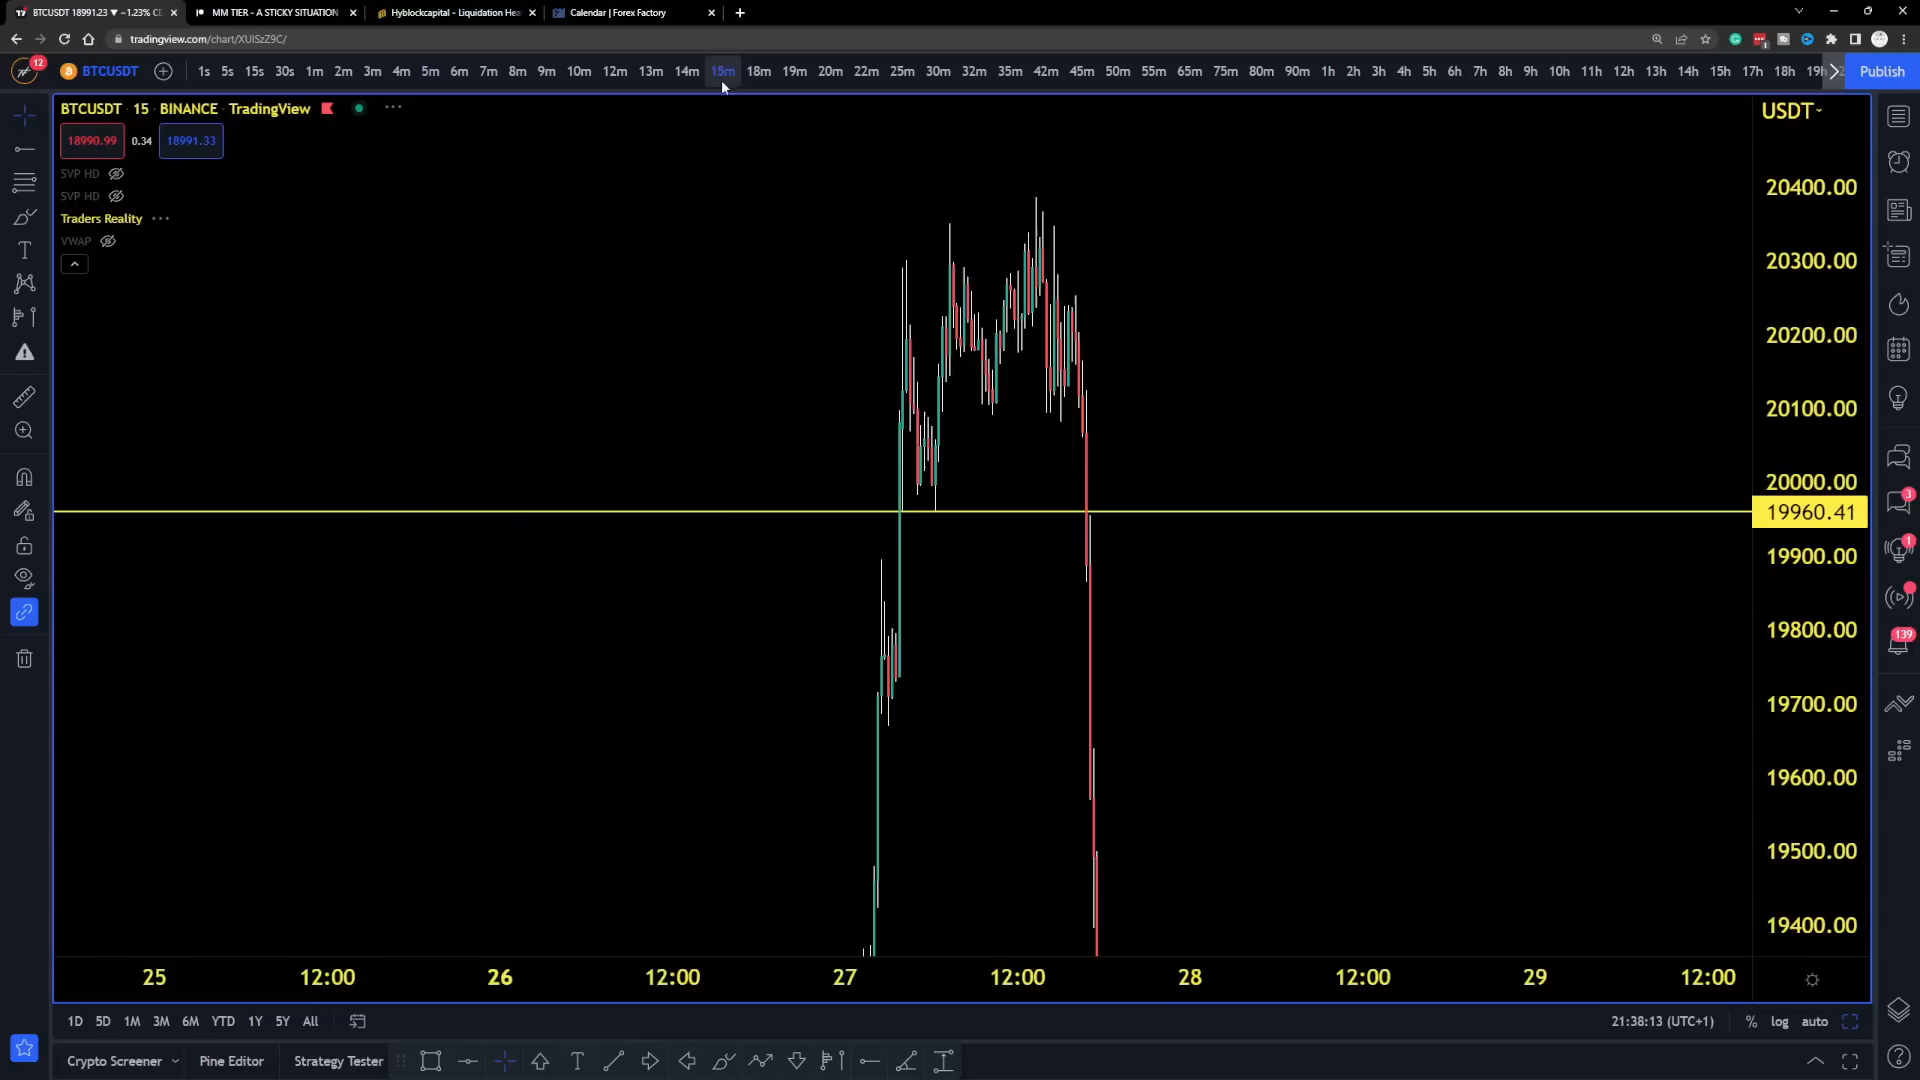 BTCUSDT 18991.23 ▼ −1.23% CD
MM TIER - A STICKY SITUATION
Hyblockcapital - Liquidation Hea
Calendar | Forex Factory
tradingview.com/chart/XUISzZ9C/
12
BTCUSDT
1s 5s 15s 30s 1m 2m 3m 4m 5m 6m 7m 8m 9m 10m 12m 13m 14m 15m 18m 19m 20m 22m 25m 30m 32m 35m 42m 45m 50m 55m 65m 75m 80m 90m 1h 2h 3h 4h 5h 6h 7h 8h 9h 10h 11h 12h 13h 14h 15h 17h 18h 19h
Publish
BTCUSDT · 15 · BINANCE · TradingView
USDT
18990.99 0.34 18991.33
SVP HD
SVP HD
Traders Reality
VWAP
20400.00
20300.00
20200.00
20100.00
20000.00
19960.41
19900.00
19800.00
19700.00
19600.00
19500.00
19400.00
3
1
139
25 12:00 26 12:00 27 12:00 28 12:00 29 12:00
1D 5D 1M 3M 6M YTD 1Y 5Y All
21:38:13 (UTC+1) % log auto
Crypto Screener Pine Editor Strategy Tester